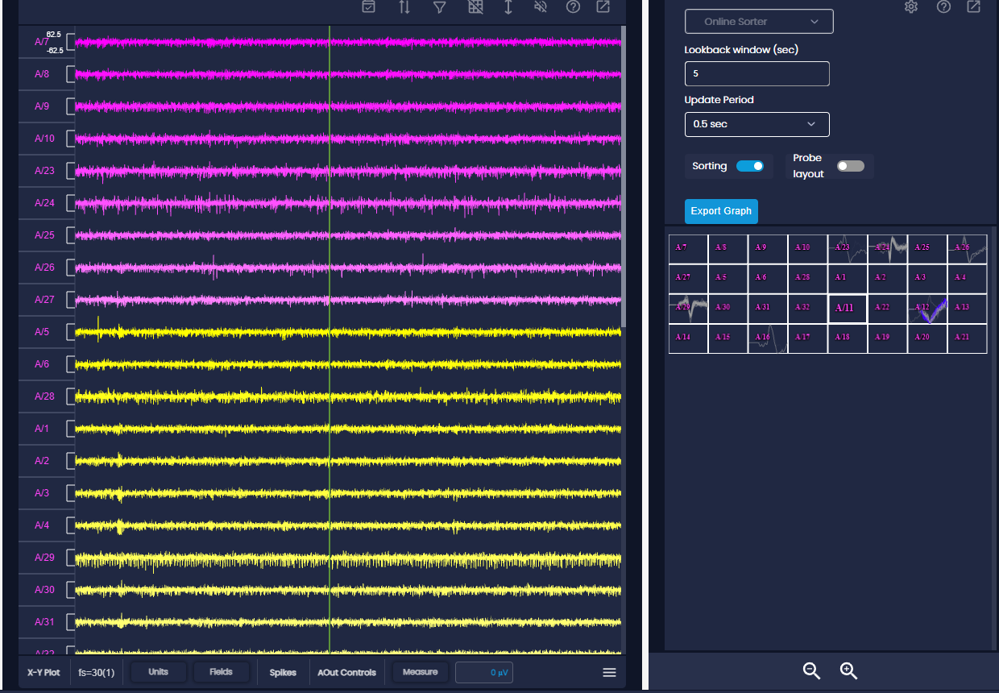 62.5
A/7
-62.5
A/8
A/9
A/10
A/23
A/24
A/25
A/26
A/27
A/5
A/6
A/28
A/1
A/2
A/3
A/4
A/29
A/30
A/31
A/32
X-Y Plot fs=30(1) Units Fields Spikes AOut Controls Measure 0 μV
Online Sorter
Lookback window (sec)
5
Update Period
0.5 sec
Sorting Probe layout
Export Graph
A/7 A/8 A/9 A/10 A/23 A/24 A/25 A/26
A/27 A/5 A/6 A/28 A/1 A/2 A/3 A/4
A/29 A/30 A/31 A/32 A/11 A/22 A/12 A/13
A/14 A/15 A/16 A/17 A/18 A/19 A/20 A/21